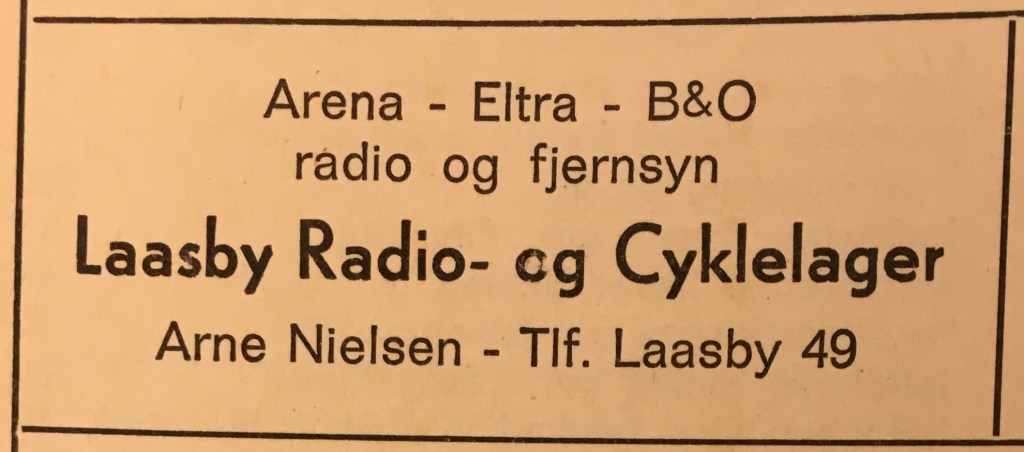 Arena - Eltra - B&O
radio og fjernsyn
Laasby Radio- og Cyklelager
Arne Nielsen - Tlf. Laasby 49